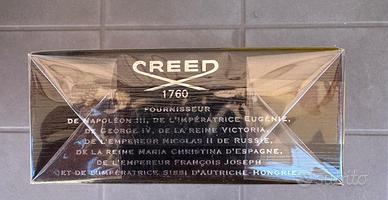 CREED
1760
FOURNISSEUR
DE NAPOLÉON III, DE L'IMPÉRATRICE EUGÉNIE,
DE GEORGE IV, DE LA REINE VICTORIA,
DE L'EMPEREUR NICOLAS II DE RUSSIE,
DE LA REINE MARIA CHRISTINA D'ESPAGNE,
DE L'EMPEREUR FRANÇOIS JOSEPH
ET DE L'IMPÉRATRICE SISSI D'AUTRICHE-HONGRIE.
subito